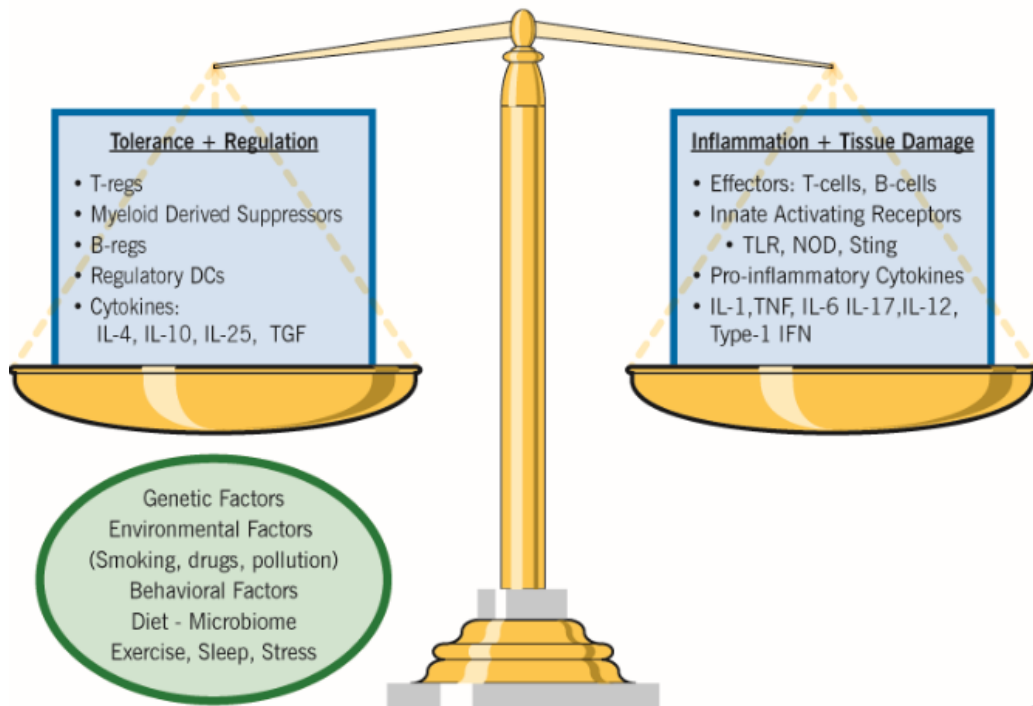 Tolerance + Regulation
• T-regs
• Myeloid Derived Suppressors
• B-regs
• Regulatory DCs
• Cytokines:
IL-4, IL-10, IL-25, TGF
Inflammation + Tissue Damage
• Effectors: T-cells, B-cells
• Innate Activating Receptors
• TLR, NOD, Sting
• Pro-inflammatory Cytokines
• IL-1,TNF, IL-6 IL-17,IL-12,
Type-1 IFN
Genetic Factors
Environmental Factors
(Smoking, drugs, pollution)
Behavioral Factors
Diet - Microbiome
Exercise, Sleep, Stress